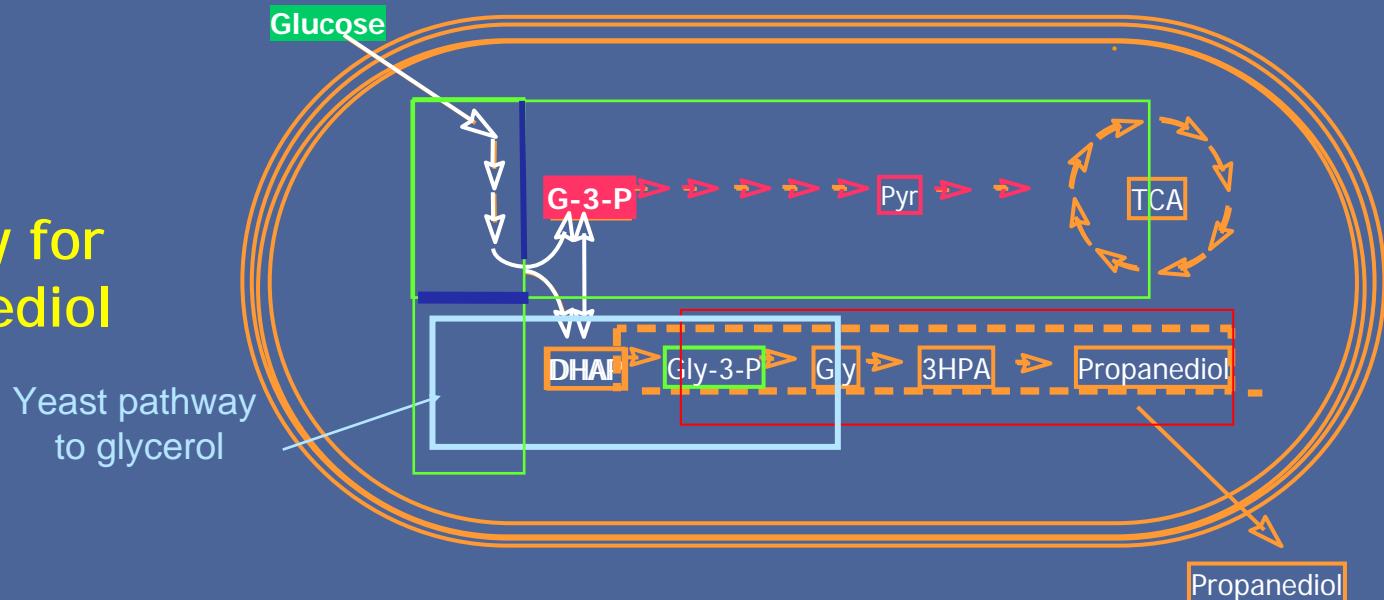 Glucose
G-3-P
Pyr
TCA
for
ediol
Yeast pathway
to glycerol
DHAP
Gly-3-P
Gly
3HPA
Propanediol
Propanediol